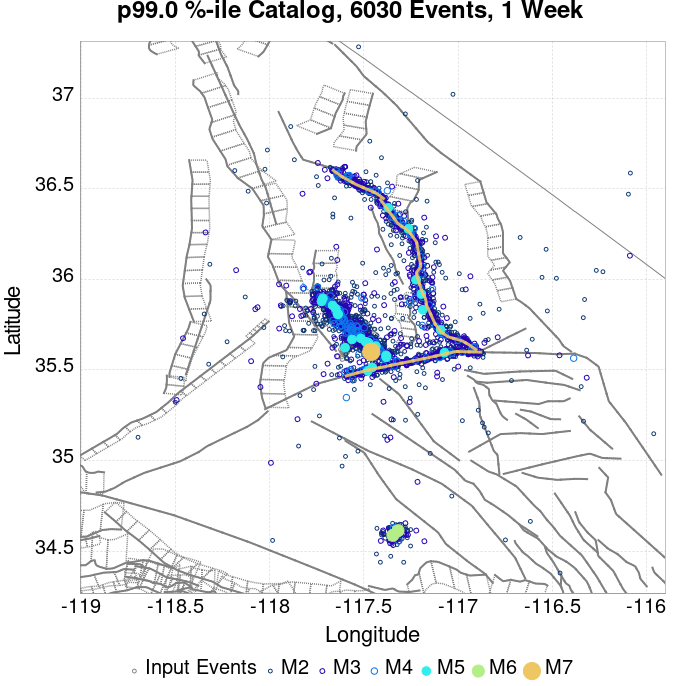 p99.0 %-ile Catalog, 6030 Events, 1 Week
37
36.5
36
35.5
35
34.5
Latitude
-119
-118.5
-118
-117.5
-117
-116.5
-116
Longitude
Input Events
M2
M3
M4
M5
M6
M7